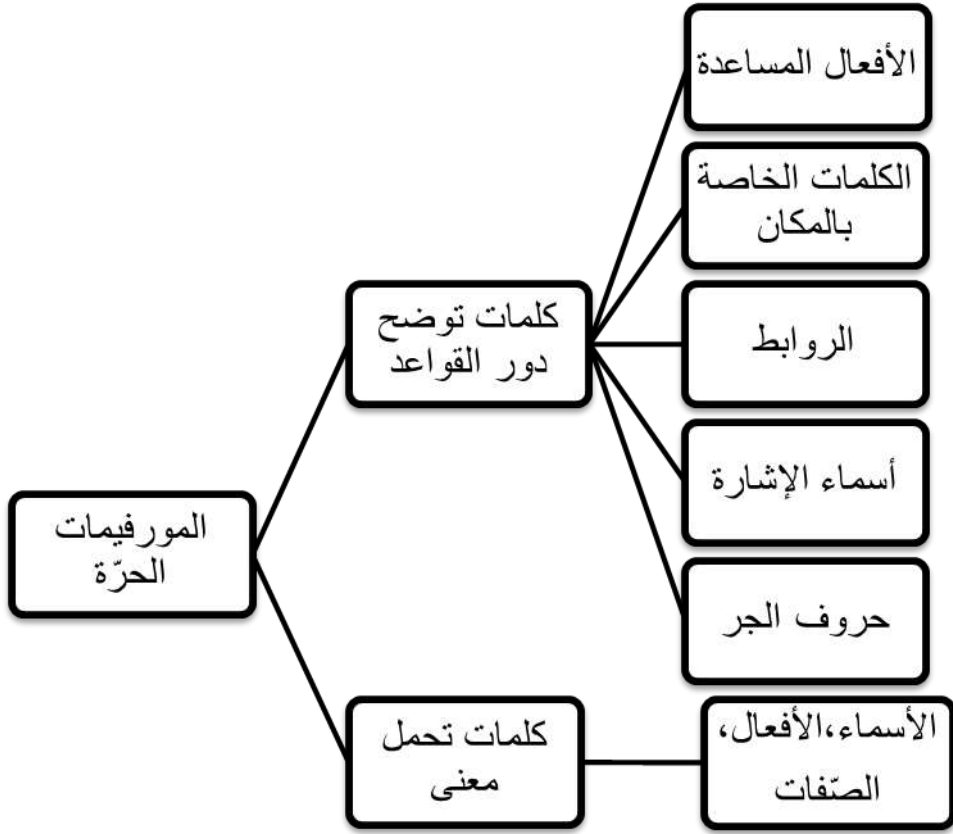 الأفعال المساعدة
الكلمات الخاصة
بالمكان
كلمات توضح
دور القواعد
الروابط
أسماء الإشارة
المورفيمات
الحرّة
حروف الجر
كلمات تحمل
معنى
الأسماء،الأفعال،
الصّفات